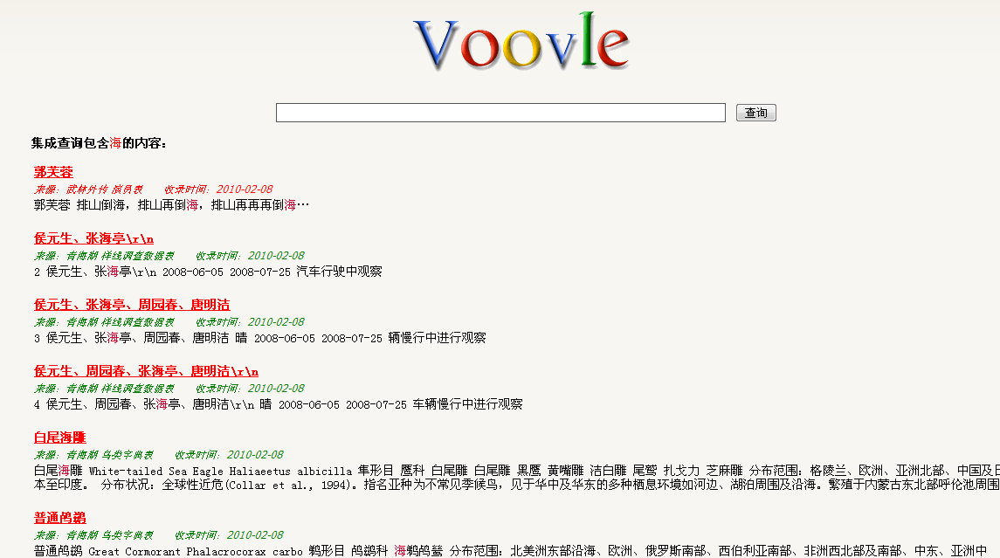 Voovle
查询
集成查询包含海的内容：
郭芙蓉
来源：武林外传 演员表 收录时间：2010-02-08
郭芙蓉 排山倒海，排山再倒海，排山再再再倒海…
侯元生、张海亭\r\n
来源：青海湖 样线调查数据表 收录时间：2010-02-08
2 侯元生、张海亭\r\n 2008-06-05 2008-07-25 汽车行驶中观察
侯元生、张海亭、周园春、唐明洁
来源：青海湖 样线调查数据表 收录时间：2010-02-08
3 侯元生、张海亭、周园春、唐明洁 晴 2008-06-05 2008-07-25 辆慢行中进行观察
侯元生、周园春、张海亭、唐明洁\r\n
来源：青海湖 样线调查数据表 收录时间：2010-02-08
4 侯元生、周园春、张海亭、唐明洁\r\n 晴 2008-06-05 2008-07-25 车辆慢行中进行观察
白尾海雕
来源：青海湖 鸟类字典表 收录时间：2010-02-08
白尾海雕 White-tailed Sea Eagle Haliaeetus albicilla 隼形目 鹰科 白尾雕 白尾雕 黑鹰 黄嘴雕 洁白雕 尾鹫 扎戈力 芝麻雕 分布范围：格陵兰、欧洲、亚洲北部、中国及日
本至印度。 分布状况：全球性近危(Collar et al., 1994)。指名亚种为不常见季候鸟，见于华中及华东的多种栖息环境如河边、湖泊周围及沿海。繁殖于内蒙古东北部呼伦池周围
普通鸬鹚
来源：青海湖 鸟类字典表 收录时间：2010-02-08
普通鸬鹚 Great Cormorant Phalacrocorax carbo 鹈形目 鸬鹚科 海鹈鸬鹚 分布范围：北美洲东部沿海、欧洲、俄罗斯南部、西伯利亚南部、非洲西北部及南部、中东、亚洲中